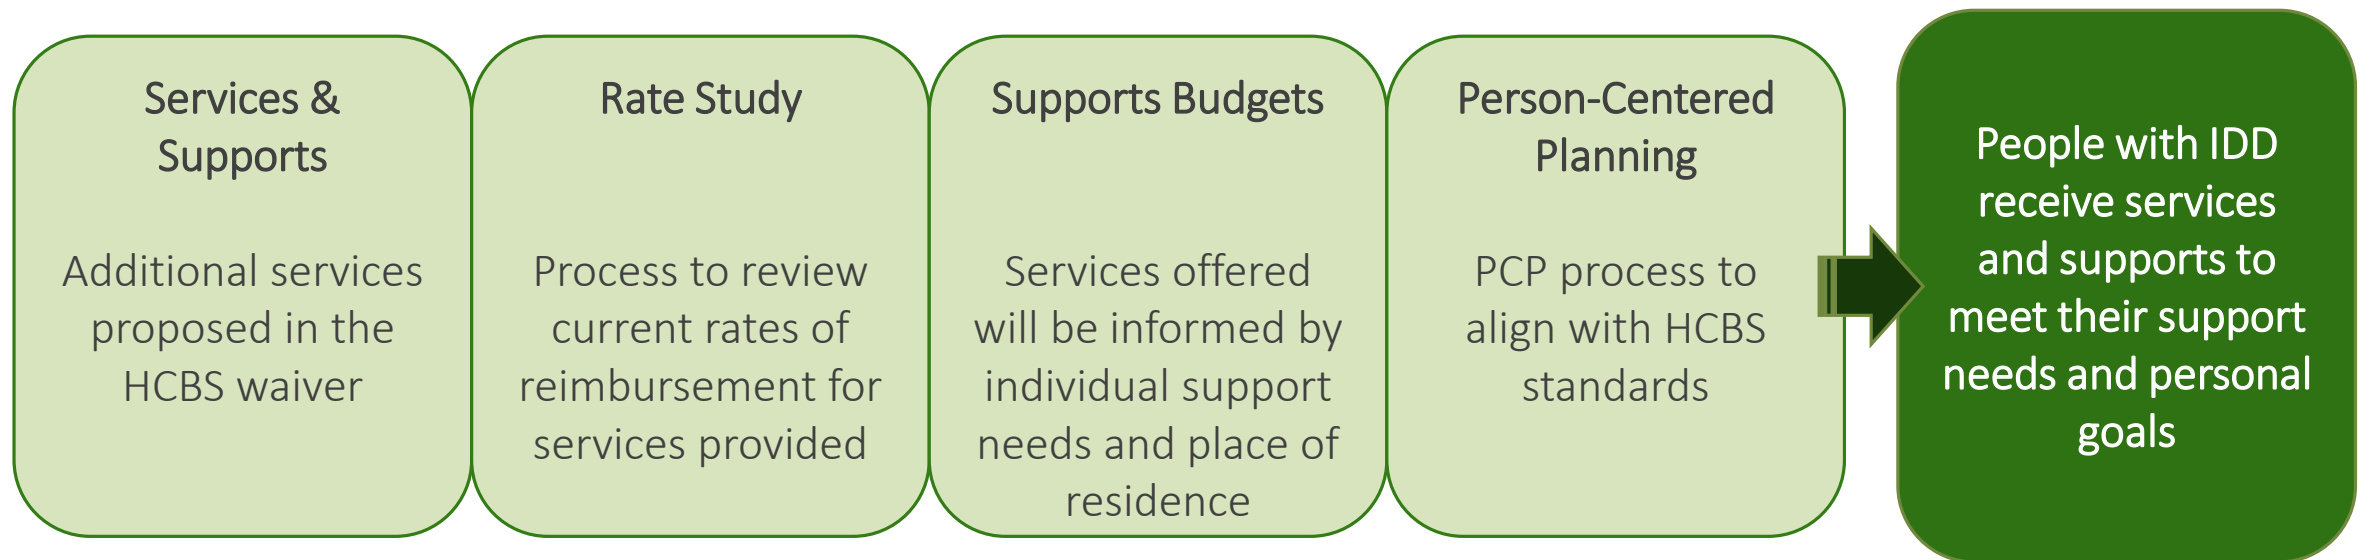 Services &
Supports
Additional services
proposed in the
HCBS waiver
Rate Study
Process to review
current rates of
reimbursement for
services provided
Supports Budgets
Services offered
will be informed by
individual support
needs and place of
residence
Person-Centered
Planning
PCP process to
align with HCBS
standards
People with IDD
receive services
and supports to
meet their support
needs and personal
goals